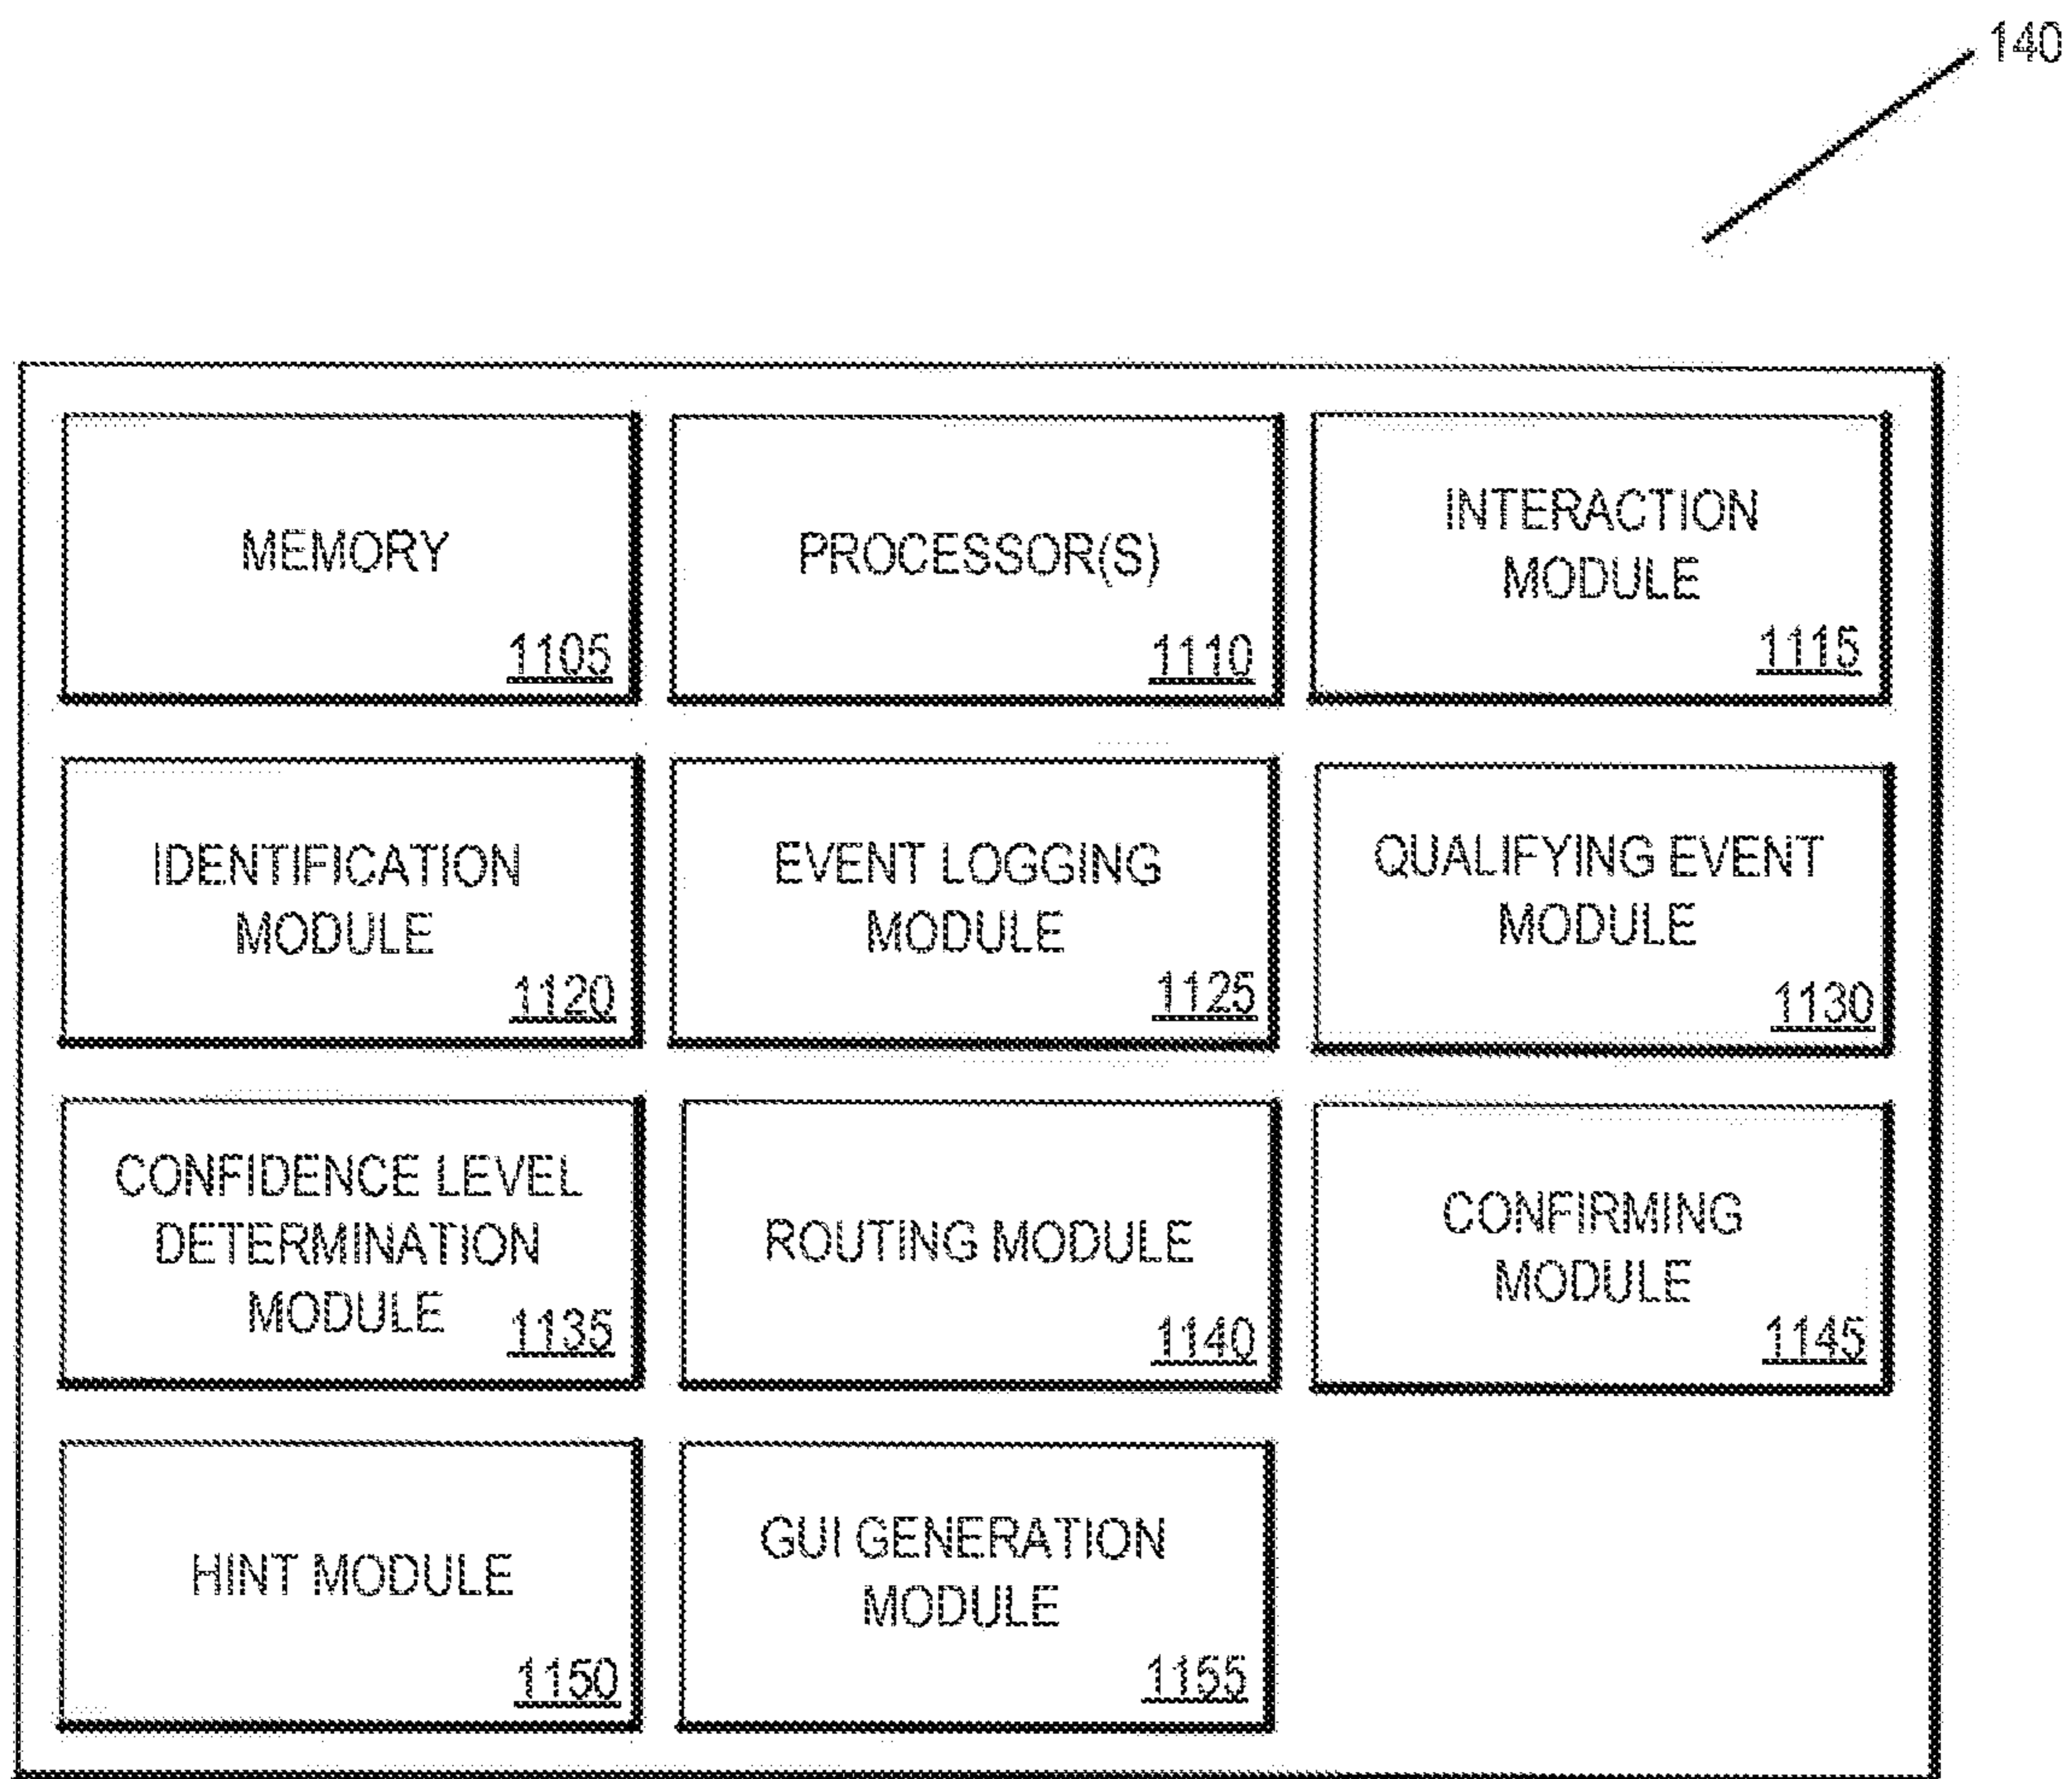 140
MEMORY
1105
PROCESSOR(S)
1110
INTERACTION
MODULE
1115
IDENTIFICATION
MODULE
1120
EVENT LOGGING
MODULE
1125
QUALIFYING EVENT
MODULE
1130
CONFIDENCE LEVEL
DETERMINATION
MODULE
1135
ROUTING MODULE
1140
CONFIRMING
MODULE
1145
HINT MODULE
1150
GUI GENERATION
MODULE
1155